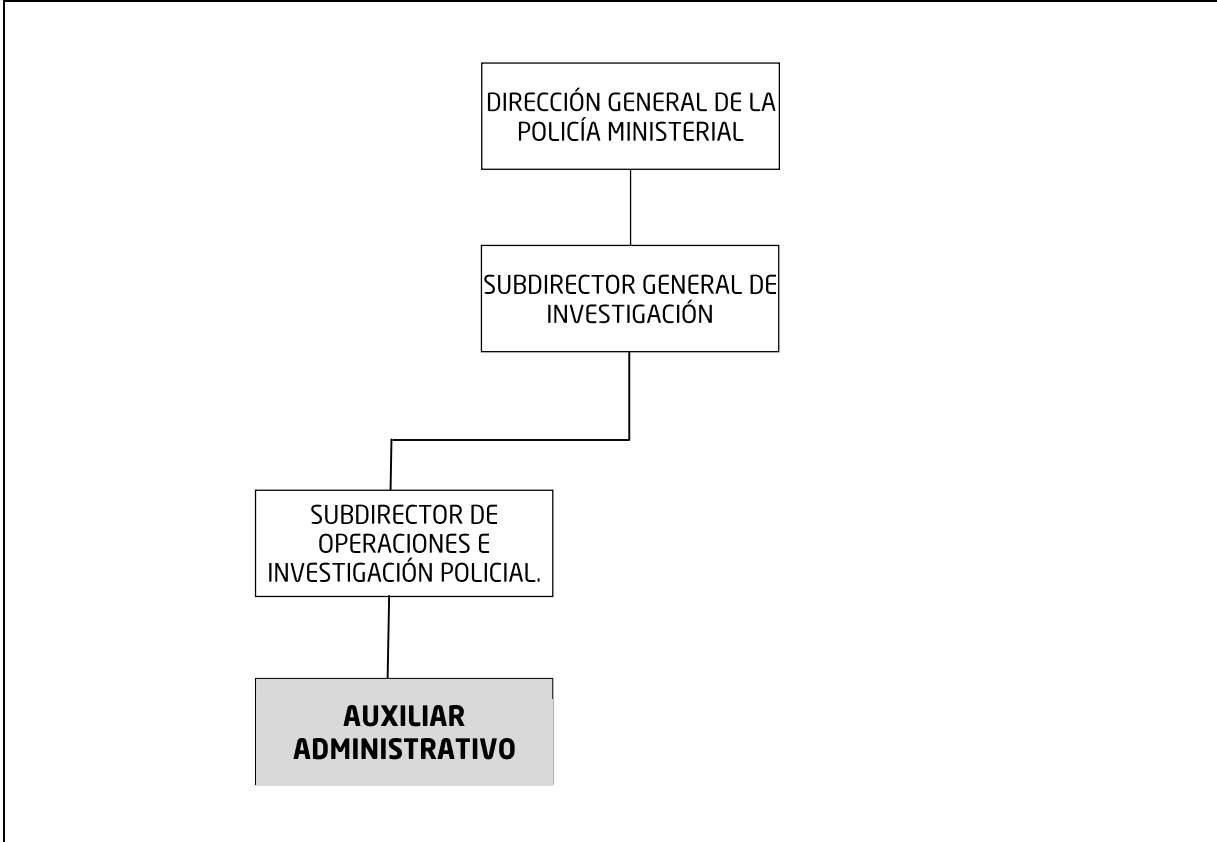 DIRECCIÓN GENERAL DE LA
POLICÍA MINISTERIAL
SUBDIRECTOR GENERAL DE
INVESTIGACIÓN
SUBDIRECTOR DE
OPERACIONES E
INVESTIGACIÓN POLICIAL.
AUXILIAR
ADMINISTRATIVO